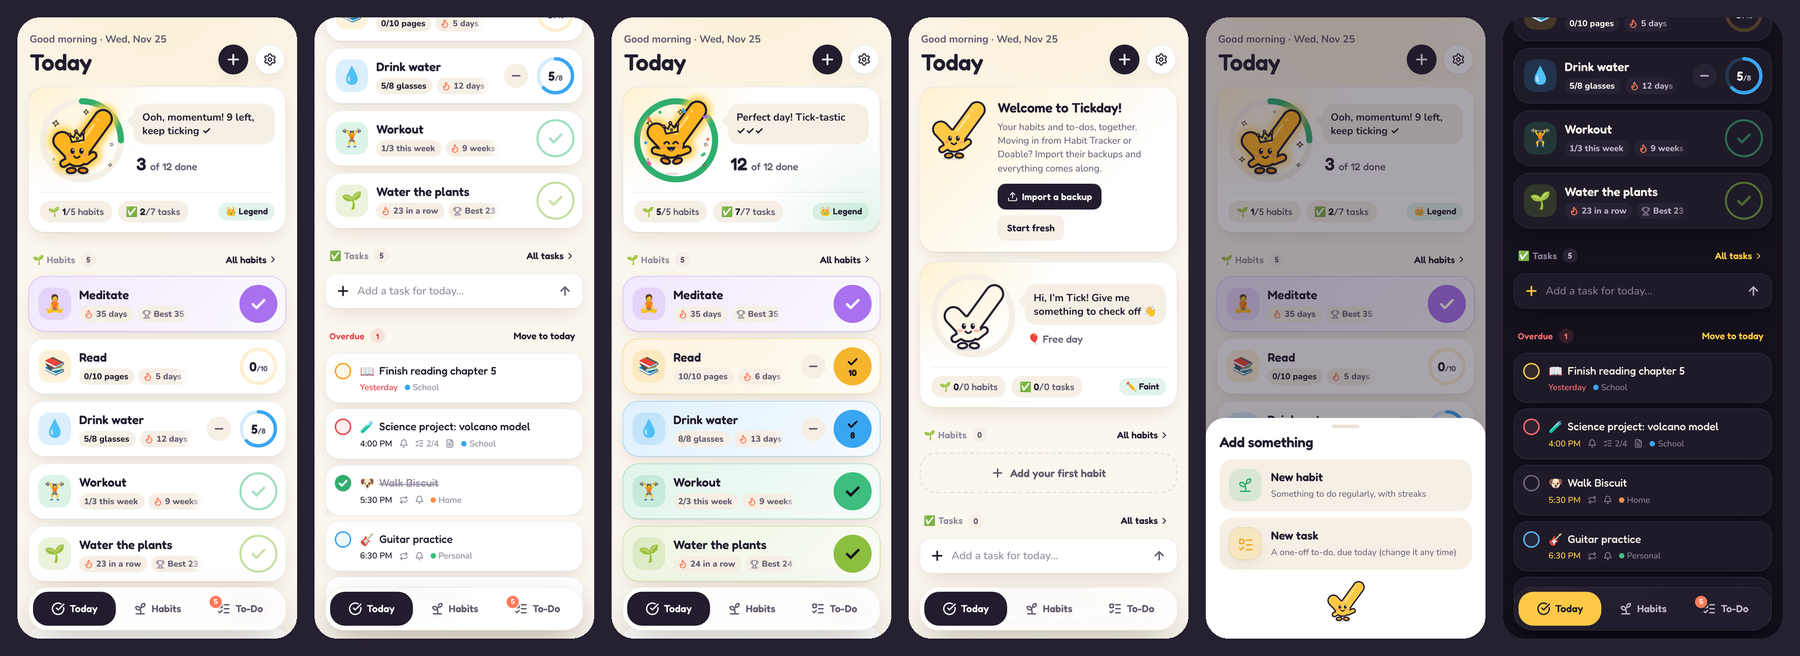 Good morning · Wed, Nov 25
Today
Ooh, momentum! 9 left,
keep ticking ✓
3 of 12 done
1/5 habits
2/7 tasks
Legend
Habits 5
All habits >
Meditate
35 days
Best 35
Read
0/10 pages
5 days
0/10
Drink water
5/8 glasses
12 days
5/8
Workout
1/3 this week
9 weeks
Water the plants
23 in a row
Best 23
Today
Habits
5
To-Do
0/10 pages
5 days
Drink water
5/8 glasses
12 days
5/8
Workout
1/3 this week
9 weeks
Water the plants
23 in a row
Best 23
Tasks 5
All tasks >
Add a task for today...
Overdue 1
Move to today
Finish reading chapter 5
Yesterday
School
Science project: volcano model
4:00 PM
2/4
School
Walk Biscuit
5:30 PM
Home
Guitar practice
6:30 PM
Personal
Today
Habits
5
To-Do
Good morning · Wed, Nov 25
Today
Perfect day! Tick-tastic
✓✓✓
12 of 12 done
5/5 habits
7/7 tasks
Legend
Habits 5
All habits >
Meditate
35 days
Best 35
Read
10/10 pages
6 days
10
Drink water
8/8 glasses
13 days
8
Workout
2/3 this week
9 weeks
Water the plants
24 in a row
Best 24
Today
Habits
To-Do
Good morning · Wed, Nov 25
Today
Welcome to Tickday!
Your habits and to-dos, together.
Moving in from Habit Tracker or
Doable? Import their backups and
everything comes along.
Import a backup
Start fresh
Hi, I'm Tick! Give me
something to check off 👋
Free day
0/0 habits
0/0 tasks
Faint
Habits 0
All habits >
Add your first habit
Tasks 0
All tasks >
Add a task for today...
Today
Habits
To-Do
Good morning · Wed, Nov 25
Today
Ooh, momentum! 9 left,
keep ticking ✓
3 of 12 done
1/5 habits
2/7 tasks
Legend
Habits 5
All habits >
Meditate
35 days
Best 35
Read
0/10 pages
5 days
0/10
Drink water
Add something
New habit
Something to do regularly, with streaks
New task
A one-off to-do, due today (change it any time)
0/10 pages
5 days
Drink water
5/8 glasses
12 days
5/8
Workout
1/3 this week
9 weeks
Water the plants
23 in a row
Best 23
Tasks 5
All tasks >
Add a task for today...
Overdue 1
Move to today
Finish reading chapter 5
Yesterday
School
Science project: volcano model
4:00 PM
2/4
School
Walk Biscuit
5:30 PM
Home
Guitar practice
6:30 PM
Personal
Today
Habits
5
To-Do